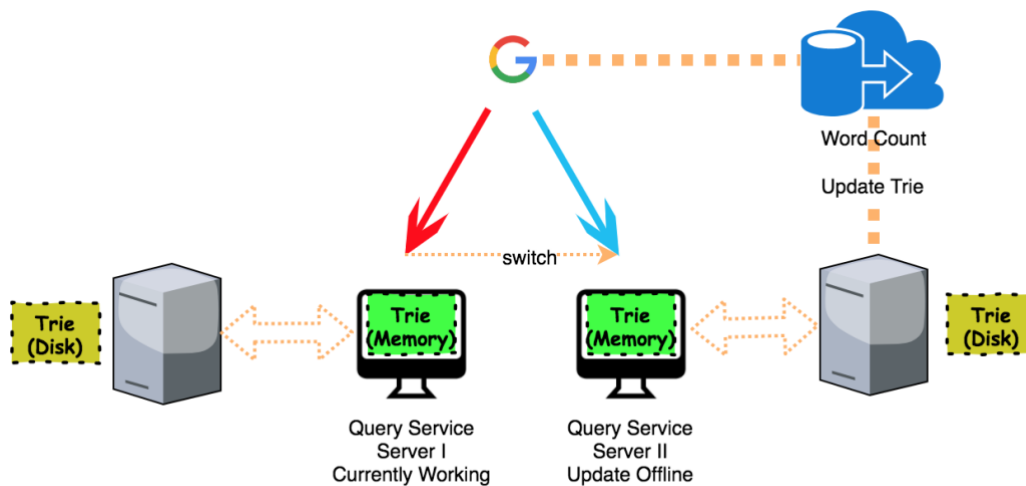 Word Count
Update Trie
switch
Trie
(Disk)
Trie
(Memory)
Trie
(Memory)
Trie
(Disk)
Query Service
Server I
Currently Working
Query Service
Server II
Update Offline